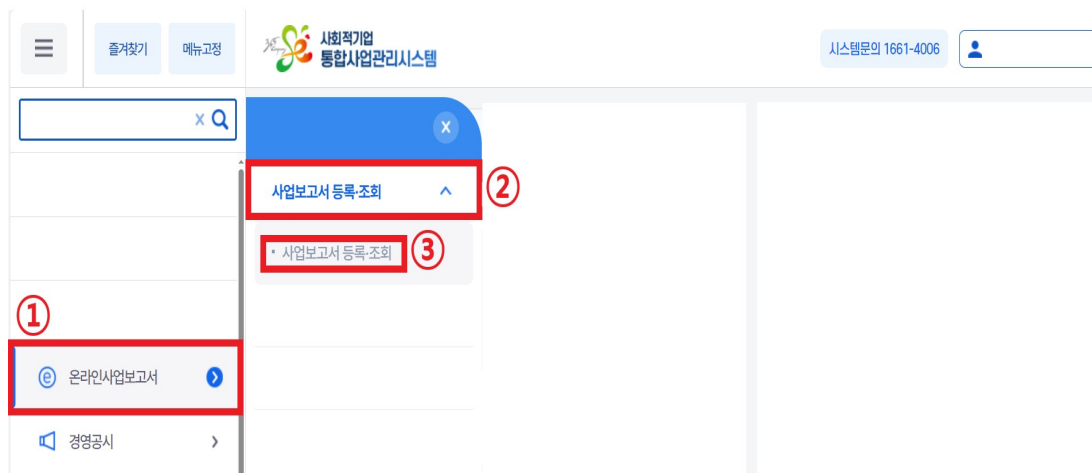 즐겨찾기
메뉴고정
사회적기업
통합사업관리시스템
시스템문의 1661-4006
X
X
사업보고서 등록·조회
②
• 사업보고서 등록·조회
③
①
e 온라인사업보고서
경영공시